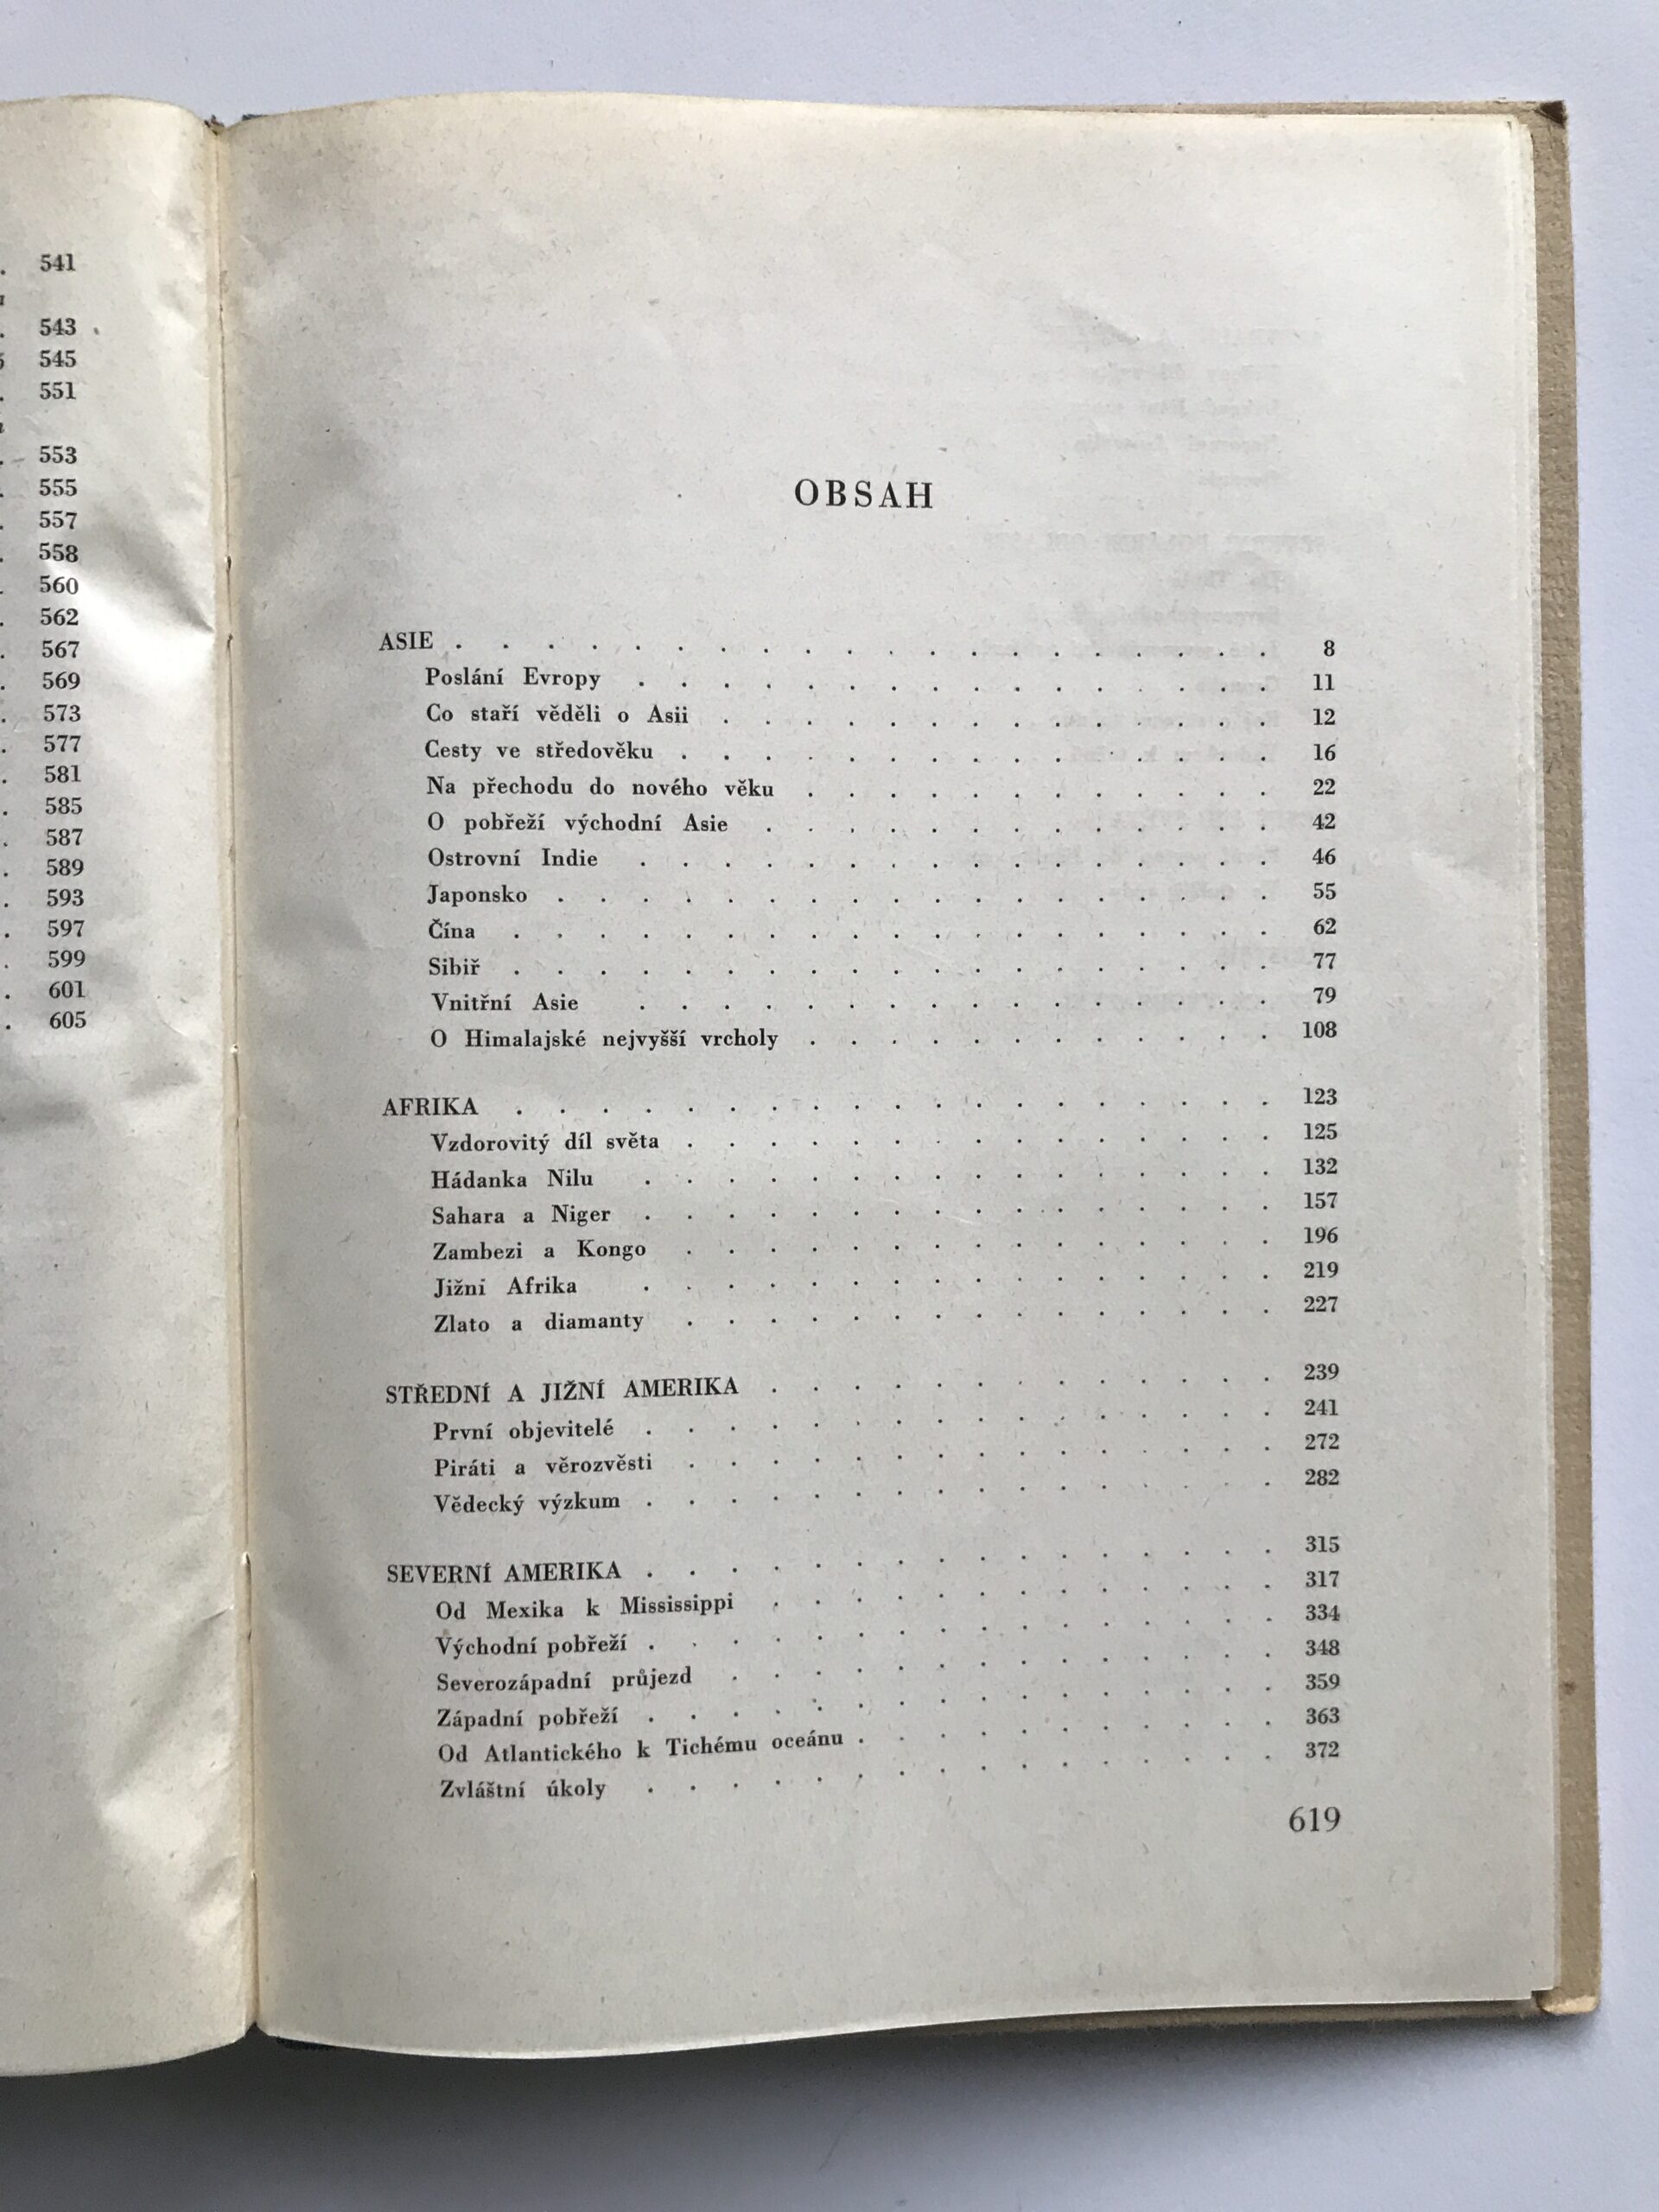 541
543
545
551
553
555
557
558
560
562
567
569
573
577
581
585
587
589
593
597
599
601
605
OBSAH
ASIE . . . . . . . . . . . . . . . . . . . . 8
Poslání Evropy . . . . . . . . . . . . . . . 11
Co staří věděli o Asii . . . . . . . . . . . . . . 12
Cesty ve středověku . . . . . . . . . . . . . . . 16
Na přechodu do nového věku . . . . . . . . . . . . 22
O pobřeží východní Asie . . . . . . . . . . . . . 42
Ostrovní Indie . . . . . . . . . . . . . . . . 46
Japonsko . . . . . . . . . . . . . . . . . . 55
Čína . . . . . . . . . . . . . . . . . . . 62
Sibiř . . . . . . . . . . . . . . . . . . . 77
Vnitřní Asie . . . . . . . . . . . . . . . . 79
O Himalajské nejvyšší vrcholy . . . . . . . . . . . . 108
AFRIKA . . . . . . . . . . . . . . . . . . . 123
Vzdorovitý díl světa . . . . . . . . . . . . . . . 125
Hádanka Nilu . . . . . . . . . . . . . . . . 132
Sahara a Niger . . . . . . . . . . . . . . . . 157
Zambezi a Kongo . . . . . . . . . . . . . . . 196
Jižní Afrika . . . . . . . . . . . . . . . . 219
Zlato a diamanty . . . . . . . . . . . . . . . 227
STŘEDNÍ A JIŽNÍ AMERIKA . . . . . . . . . . . . . 239
První objevitelé . . . . . . . . . . . . . . . . 241
Piráti a věrozvěsti . . . . . . . . . . . . . . . 272
Vědecký výzkum . . . . . . . . . . . . . . . . 282
SEVERNÍ AMERIKA . . . . . . . . . . . . . . . . 315
Od Mexika k Mississippi . . . . . . . . . . . . . 317
Východní pobřeží . . . . . . . . . . . . . . . . 334
Severozápadní průjezd . . . . . . . . . . . . . . 348
Západní pobřeží . . . . . . . . . . . . . . . . 359
Od Atlantického k Tichému oceánu . . . . . . . . . . . 363
Zvláštní úkoly . . . . . . . . . . . . . . . . 372
619